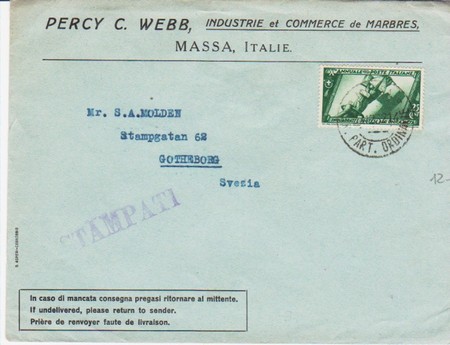 PERCY C. WEBB, INDUSTRIE et COMMERCE de MARBRES,
MASSA, ITALIE.
Mr. S.A.MOLDEN
Stampgatan 62
GOTHEBORG
Svezia
PART. ORDIN
12-
STAMPATI
In caso di mancata consegna pregasi ritornare al mittente.
If undelivered, please return to sender.
Prière de renvoyer faute de livraison.